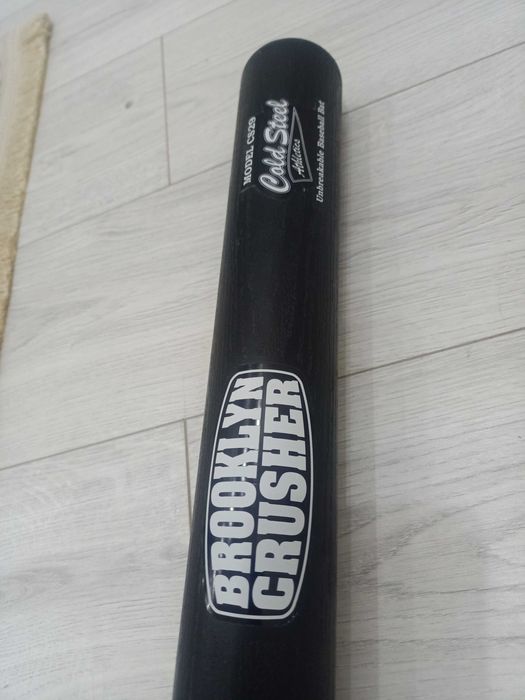 MODEL CS29
Cold Steel
Athletics
Unbreakable Baseball Bat
BROOKLYN
CRUSHER